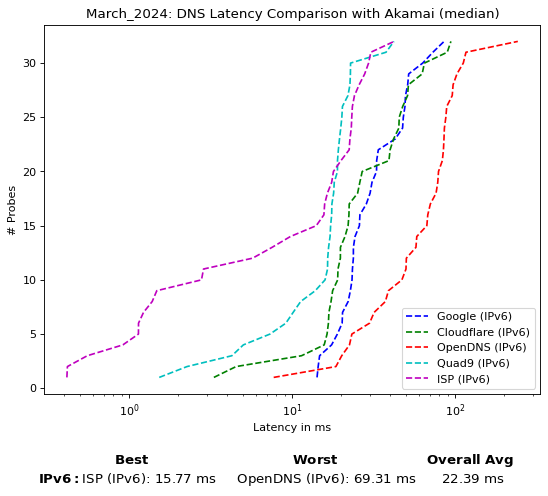 March_2024: DNS Latency Comparison with Akamai (median)
# Probes
30
25
20
15
10
5
0
10⁰
10¹
10²
Latency in ms
Google (IPv6)
Cloudflare (IPv6)
OpenDNS (IPv6)
Quad9 (IPv6)
ISP (IPv6)
Best Worst Overall Avg
IPv6: ISP (IPv6): 15.77 ms OpenDNS (IPv6): 69.31 ms 22.39 ms